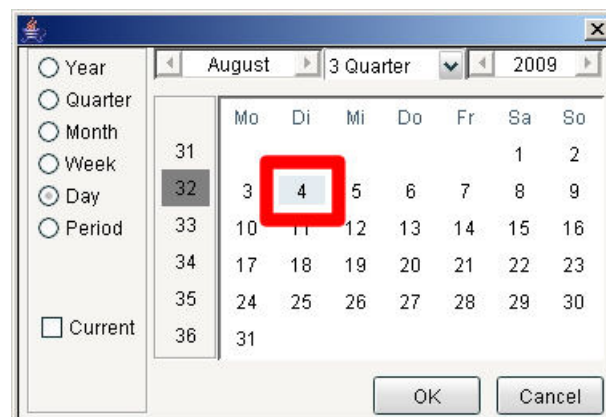 Year
Quarter
Month
Week
Day
Period
Current
August 3 Quarter 2009
Mo Di Mi Do Fr Sa So
31 1 2
32 3 4 5 6 7 8 9
33 10 11 12 13 14 15 16
34 17 18 19 20 21 22 23
35 24 25 26 27 28 29 30
36 31
OK Cancel